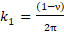 k₁ = (1−ν)/2π